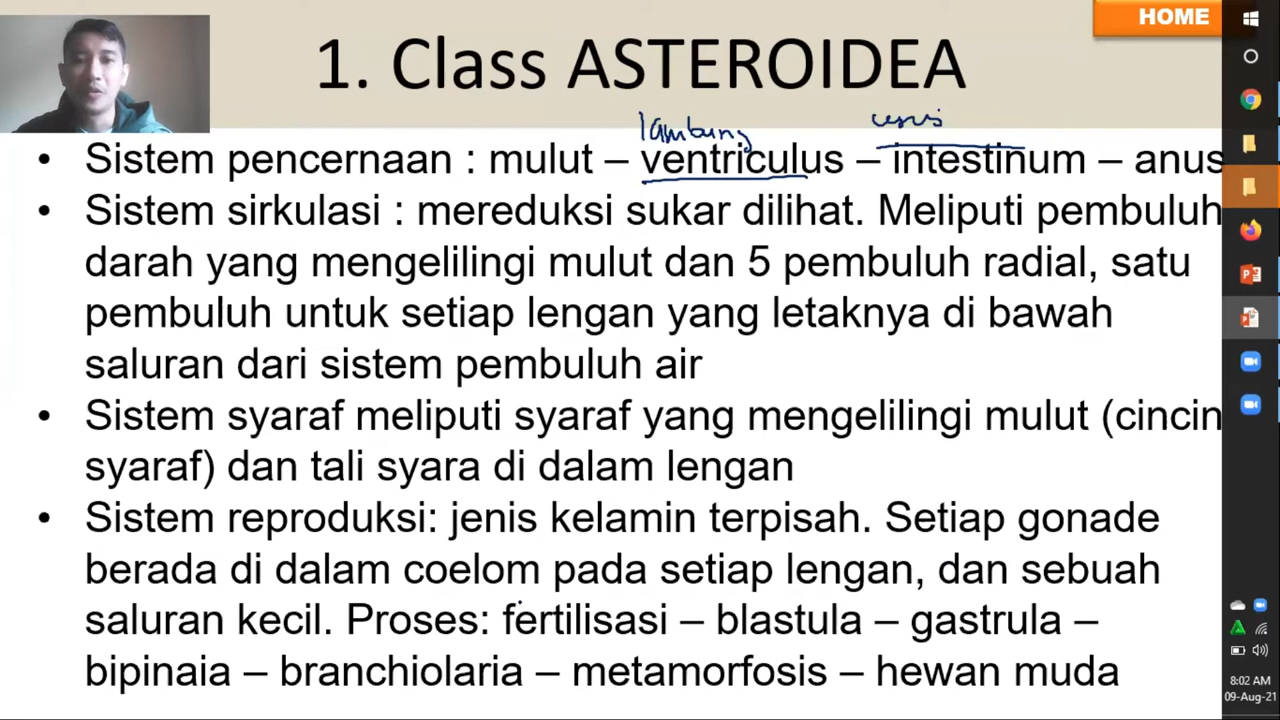 HOME
1. Class ASTEROIDEA
lambung usus
• Sistem pencernaan : mulut – ventriculus – intestinum – anus
• Sistem sirkulasi : mereduksi sukar dilihat. Meliputi pembuluh
darah yang mengelilingi mulut dan 5 pembuluh radial, satu
pembuluh untuk setiap lengan yang letaknya di bawah
saluran dari sistem pembuluh air
• Sistem syaraf meliputi syaraf yang mengelilingi mulut (cincin
syaraf) dan tali syara di dalam lengan
• Sistem reproduksi: jenis kelamin terpisah. Setiap gonade
berada di dalam coelom pada setiap lengan, dan sebuah
saluran kecil. Proses: fertilisasi – blastula – gastrula –
bipinaia – branchiolaria – metamorfosis – hewan muda
8:02 AM
09-Aug-21